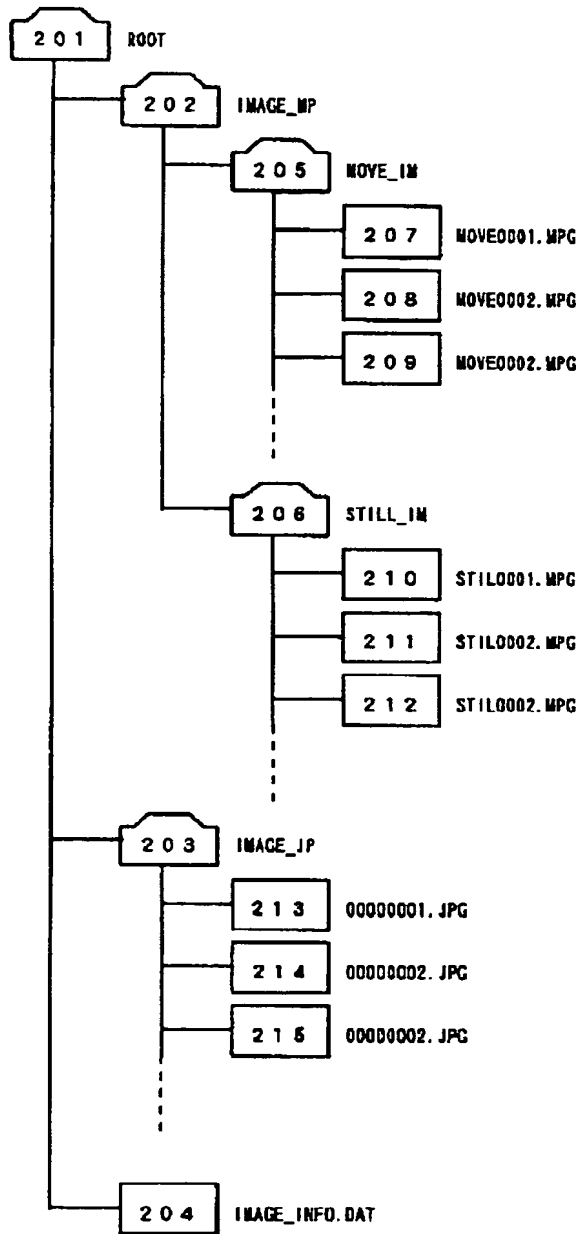 201 ROOT
202 IMAGE_MP
205 MOVE_IM
207 MOVE0001.MPG
208 MOVE0002.MPG
209 MOVE0002.MPG
206 STILL_IM
210 STIL0001.MPG
211 STIL0002.MPG
212 STIL0002.MPG
203 IMAGE_JP
213 00000001.JPG
214 00000002.JPG
215 00000002.JPG
204 IMAGE_INFO.DAT